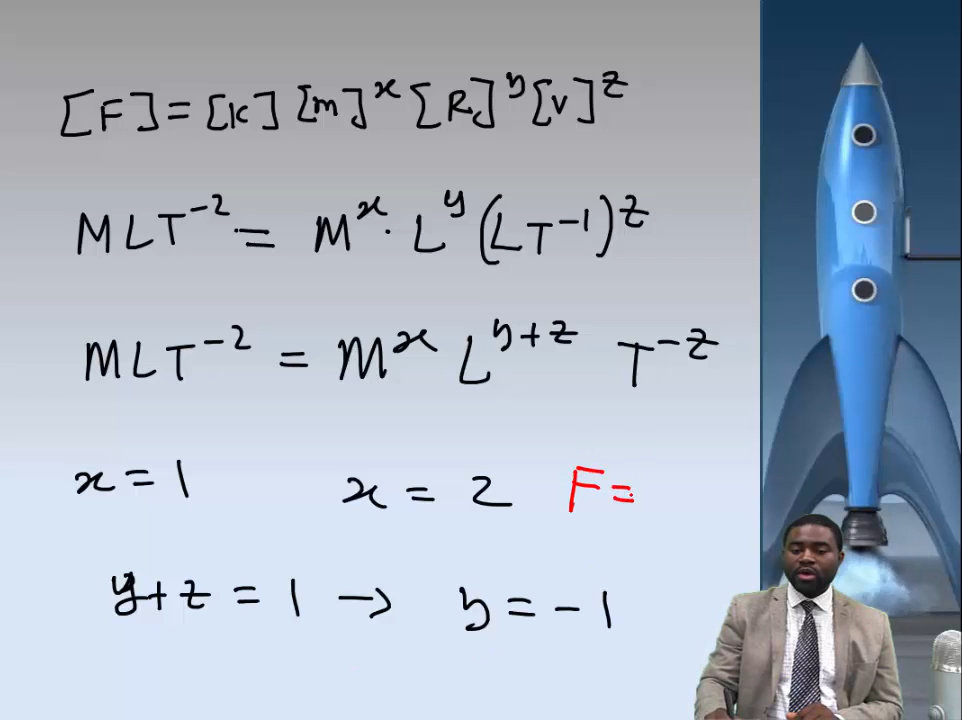 [F] = [K] [m]^x [R]^y [v]^z
MLT^-2 = M^x · L^y (LT^-1)^z
MLT^-2 = M^x L^y+z T^-z
x = 1 x = 2 F=
y+z = 1 → y = -1